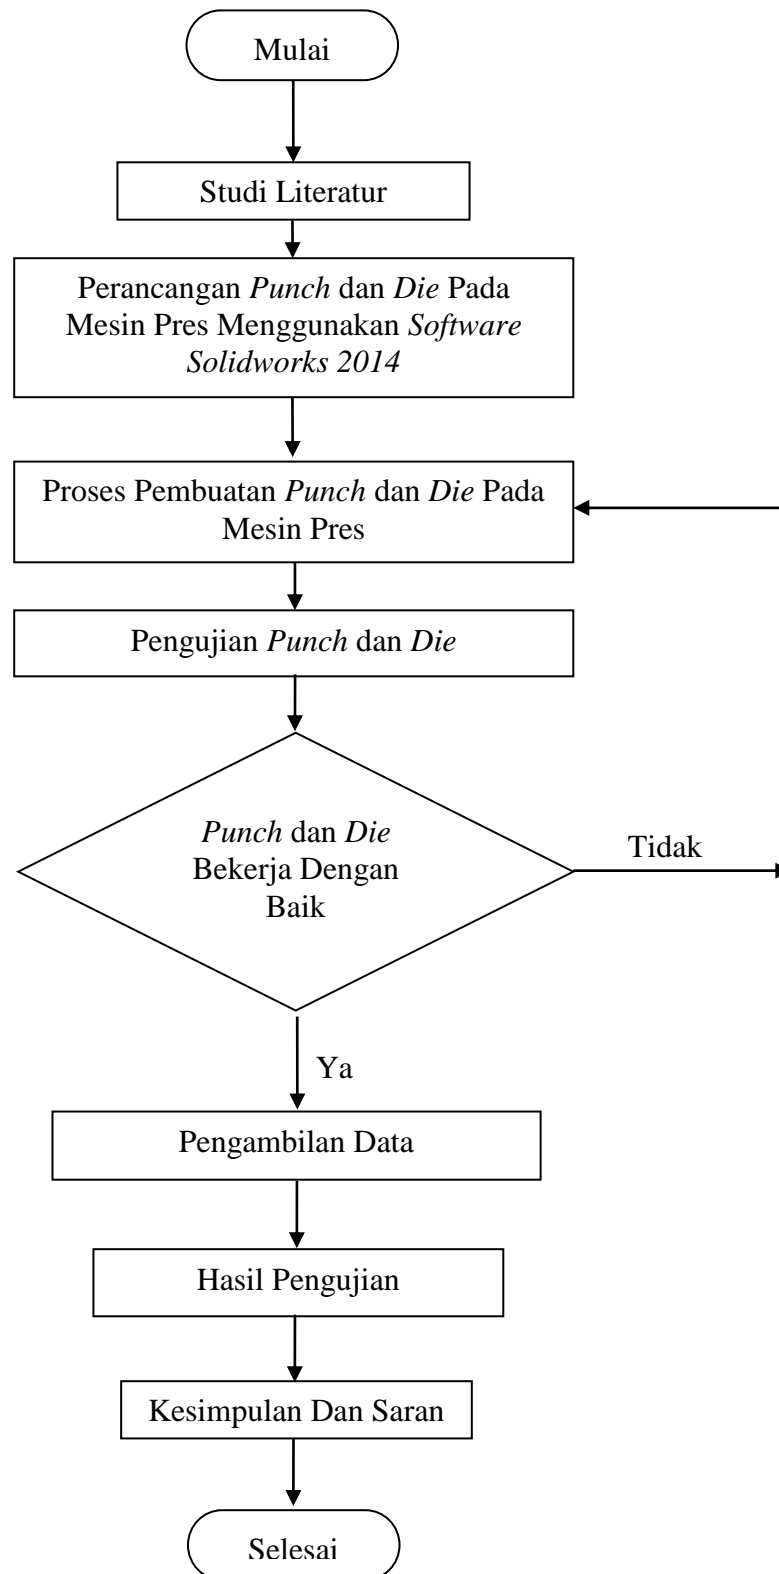 Mulai
Studi Literatur
Perancangan Punch dan Die Pada
Mesin Pres Menggunakan Software
Solidworks 2014
Proses Pembuatan Punch dan Die Pada
Mesin Pres
Pengujian Punch dan Die
Punch dan Die
Bekerja Dengan
Baik
Tidak
Ya
Pengambilan Data
Hasil Pengujian
Kesimpulan Dan Saran
Selesai